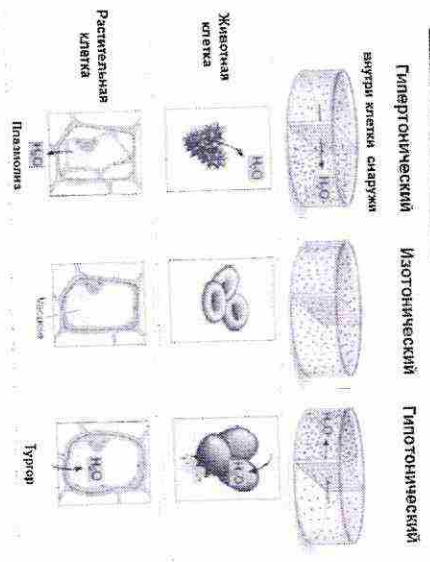 Гипертонический
Изотонический
Гипотонический
внутри клетки снаружи
H₂O
H₂O
Животная
клетка
H₂O
H₂O
Растительная
клетка
H₂O
H₂O
Плазмолиз
Тургор